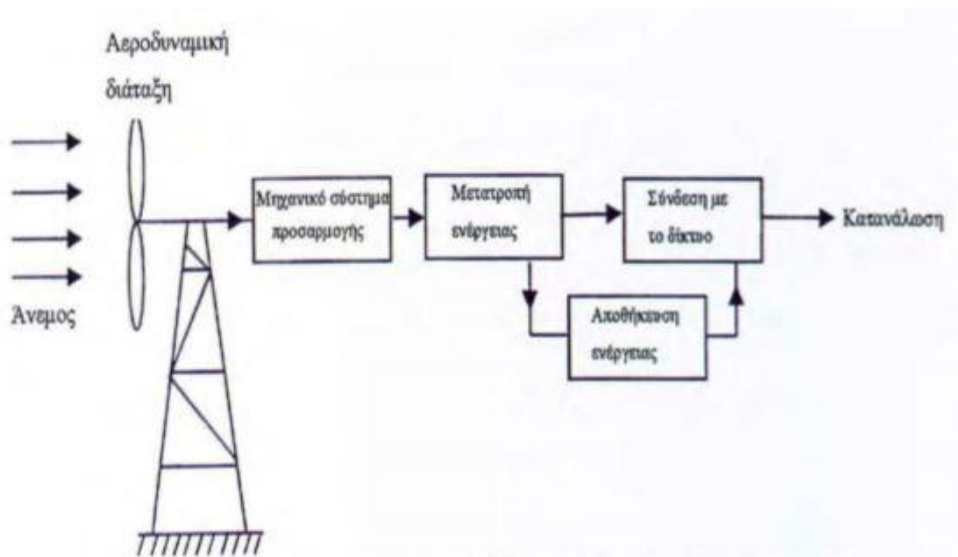 Αεροδυναμική
διάταξη
Άνεμος
Μηχανικό σύστημα
προσαρμογής
Μετατροπή
ενέργειας
Σύνδεση με
το δίκτυο
Κατανάλωση
Αποθήκευση
ενέργειας